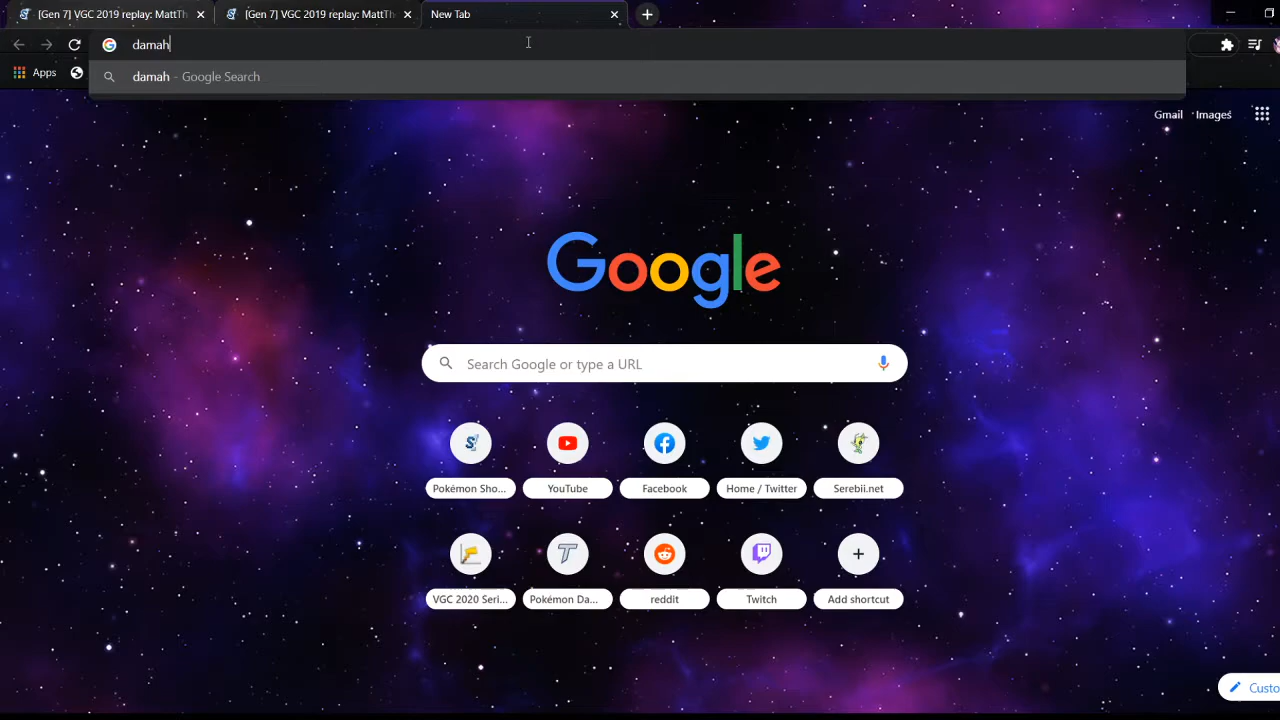 [Gen 7] VGC 2019 replay: MattTh
[Gen 7] VGC 2019 replay: MattTh
New Tab
damah
Apps
damah - Google Search
Gmail
Images
Google
Search Google or type a URL
Pokémon Sho...
YouTube
Facebook
Home / Twitter
Serebii.net
VGC 2020 Seri...
Pokémon Da...
reddit
Twitch
Add shortcut
Custo